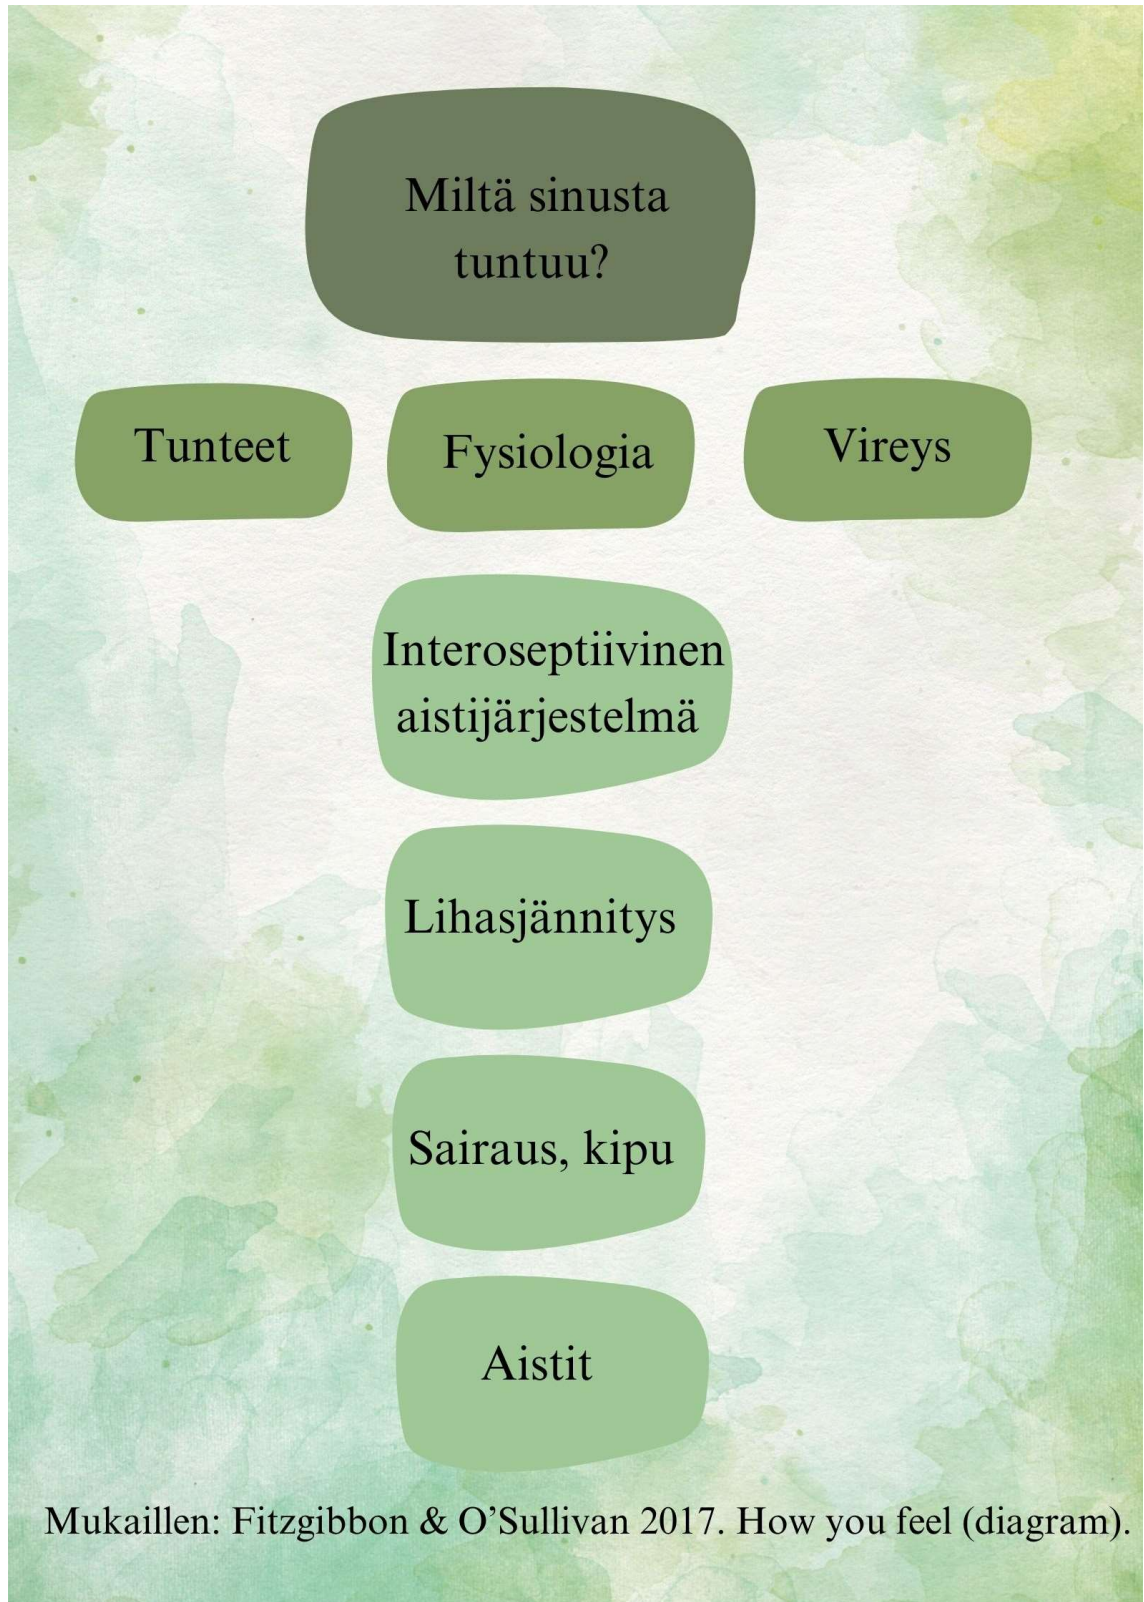 Miltä sinusta
tuntuu?
Tunteet
Fysiologia
Vireys
Interoseptiivinen
aistijärjestelmä
Lihasjännitys
Sairaus, kipu
Aistit
Mukaillen: Fitzgibbon & O’Sullivan 2017. How you feel (diagram).